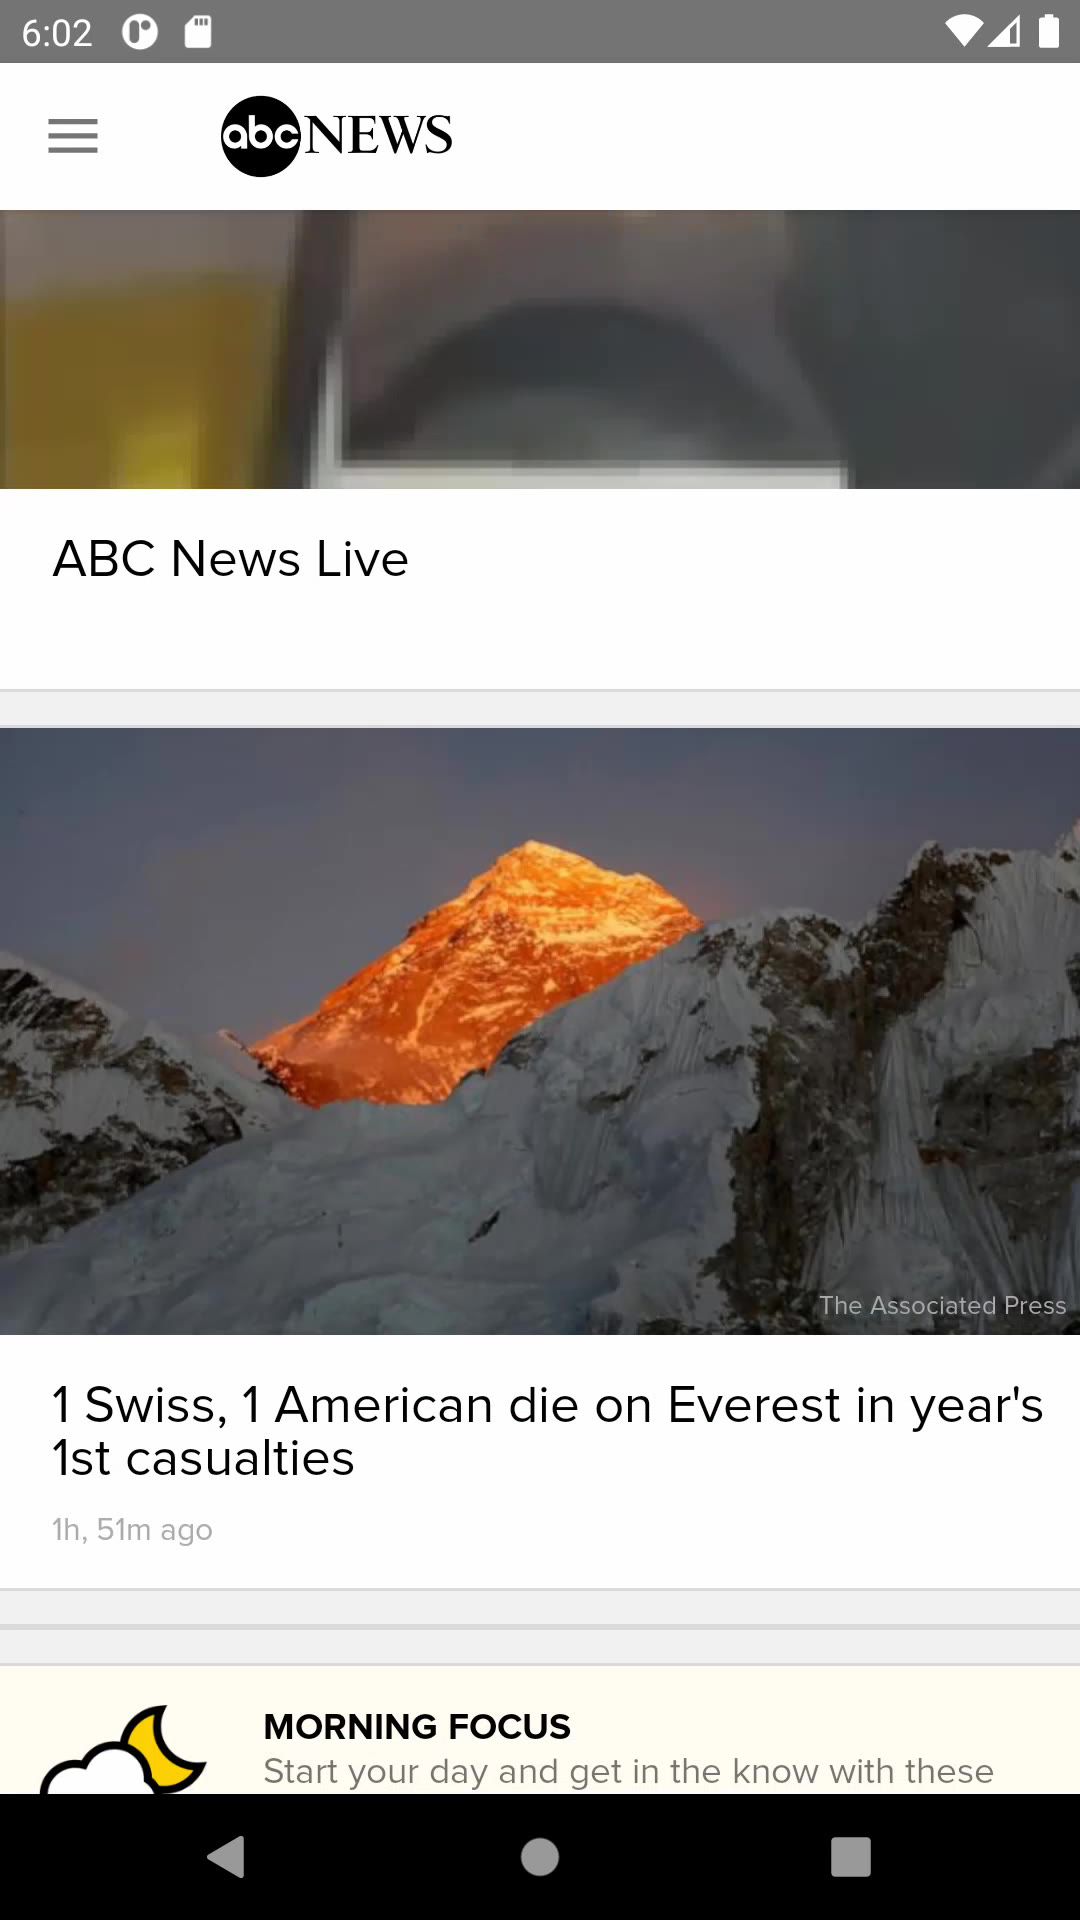 6:02
abc NEWS
ABC News Live
The Associated Press
1 Swiss, 1 American die on Everest in year's
1st casualties
1h, 51m ago
MORNING FOCUS
Start your day and get in the know with these